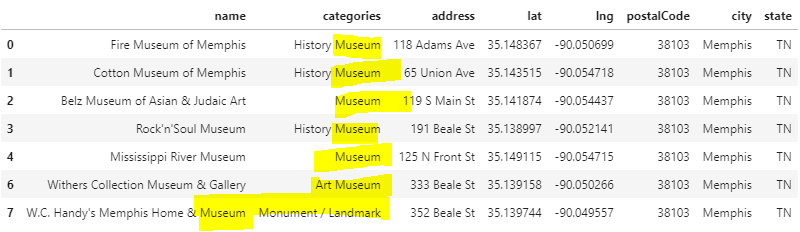 name categories address lat lng postalCode city state
0 Fire Museum of Memphis History Museum 118 Adams Ave 35.148367 -90.050699 38103 Memphis TN
1 Cotton Museum of Memphis History Museum 65 Union Ave 35.143515 -90.054718 38103 Memphis TN
2 Belz Museum of Asian & Judaic Art Museum 119 S Main St 35.141874 -90.054437 38103 Memphis TN
3 Rock'n'Soul Museum History Museum 191 Beale St 35.138997 -90.052141 38103 Memphis TN
4 Mississippi River Museum Museum 125 N Front St 35.149115 -90.054715 38103 Memphis TN
6 Withers Collection Museum & Gallery Art Museum 333 Beale St 35.139158 -90.050266 38103 Memphis TN
7 W.C. Handy's Memphis Home & Museum Monument / Landmark 352 Beale St 35.139744 -90.049557 38103 Memphis TN